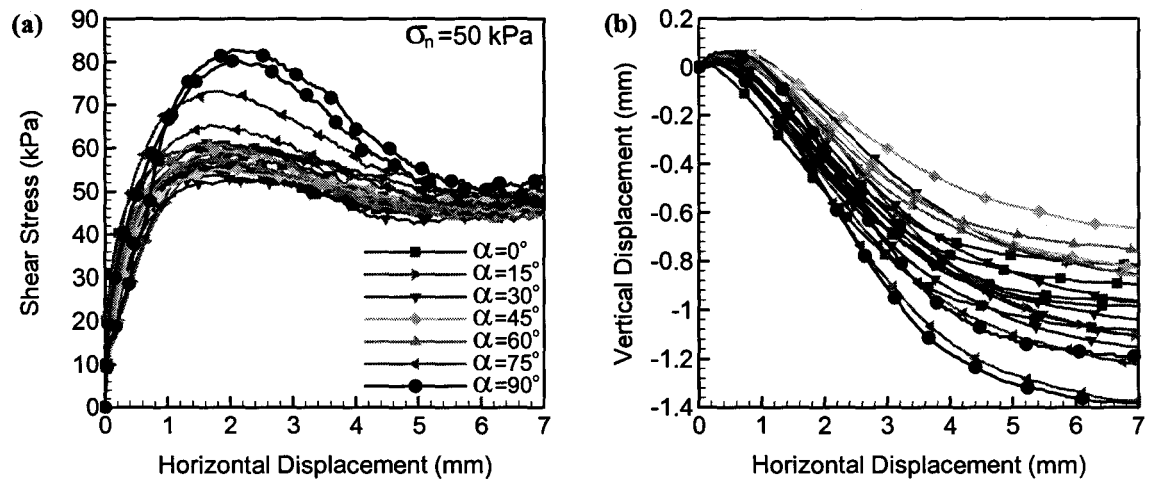 (a)
σn=50 kPa
90
80
70
60
50
40
30
20
10
0
Shear Stress (kPa)
α=0°
α=15°
α=30°
α=45°
α=60°
α=75°
α=90°
0 1 2 3 4 5 6 7
Horizontal Displacement (mm)
(b)
0.2
0
-0.2
-0.4
-0.6
-0.8
-1
-1.2
-1.4
Vertical Displacement (mm)
0 1 2 3 4 5 6 7
Horizontal Displacement (mm)